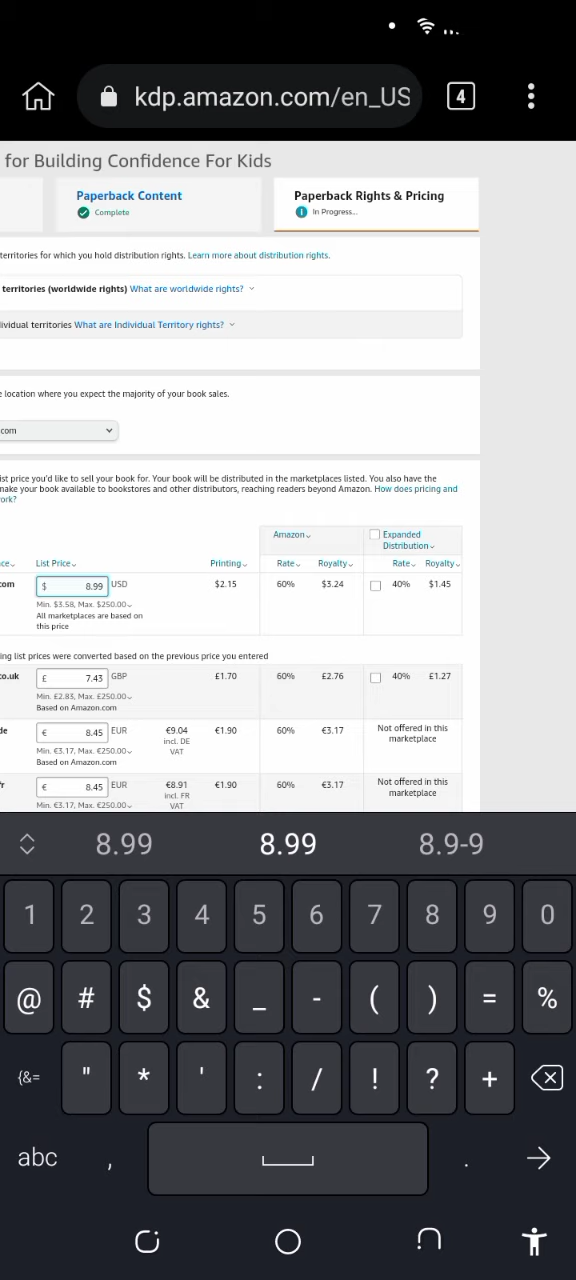 kdp.amazon.com/en_US
4
for Building Confidence For Kids
Paperback Content
Complete
Paperback Rights & Pricing
In Progress...
territories for which you hold distribution rights. Learn more about distribution rights.
territories (worldwide rights) What are worldwide rights?
ividual territories What are Individual Territory rights?
e location where you expect the majority of your book sales.
com
ist price you'd like to sell your book for. Your book will be distributed in the marketplaces listed. You also have the
make your book available to bookstores and other distributors, reaching readers beyond Amazon. How does pricing and
ork?
Amazon
Expanded Distribution
ce List Price Printing Rate Royalty Rate Royalty
com $ 8.99 USD $2.15 60% $3.24 40% $1.45
Min. $3.58, Max. $250.00
All marketplaces are based on
this price
ing list prices were converted based on the previous price you entered
co.uk £ 7.43 GBP £1.70 60% £2.76 40% £1.27
Min. £2.83, Max. £250.00
Based on Amazon.com
de € 8.45 EUR €9.04 incl. DE VAT €1.90 60% €3.17 Not offered in this marketplace
Min. €3.17, Max. €250.00
Based on Amazon.com
fr € 8.45 EUR €8.91 incl. FR VAT €1.90 60% €3.17 Not offered in this marketplace
Min. €3.17, Max. €250.00
8.99 8.99 8.9-9
1 2 3 4 5 6 7 8 9 0
@ # $ & _ - ( ) = %
{&= " * ' : / ! ? +
abc , .